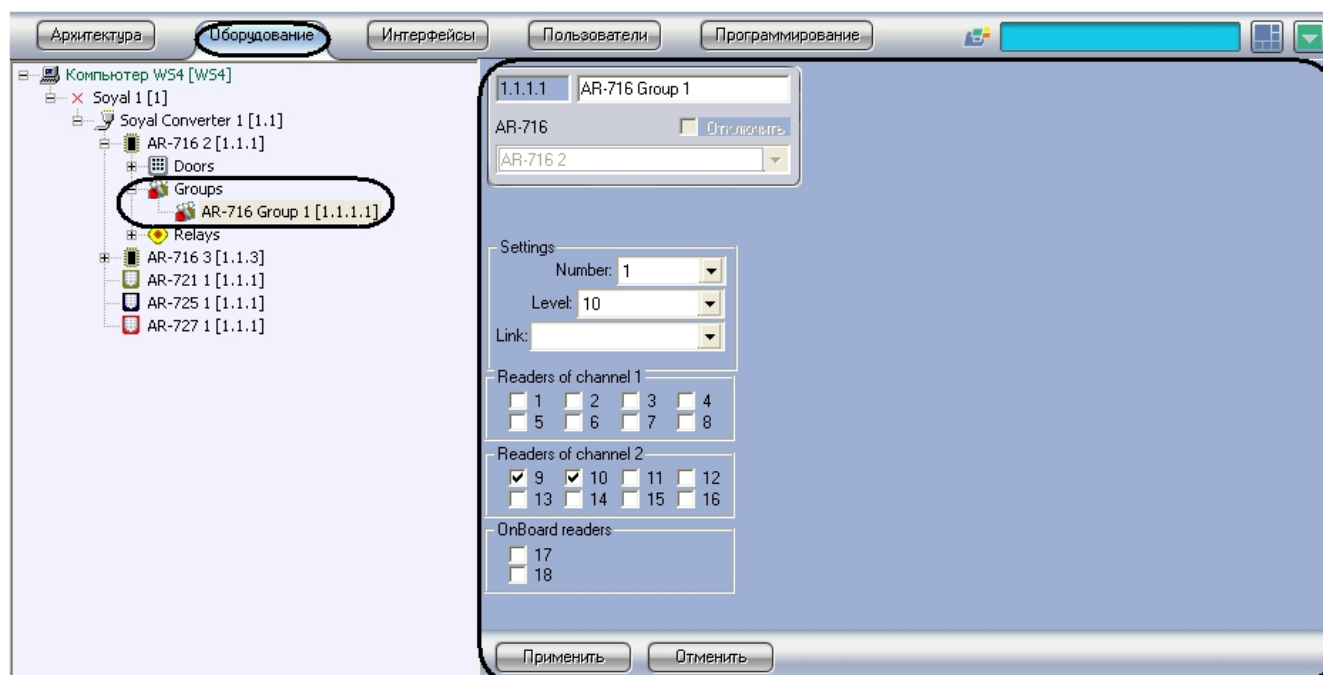 Архитектура Оборудование Интерфейсы Пользователи Программирование
Компьютер WS4 [WS4]
Soyal 1 [1]
Soyal Converter 1 [1.1]
AR-716 2 [1.1.1]
Doors
Groups
AR-716 Group 1 [1.1.1.1]
Relays
AR-716 3 [1.1.3]
AR-721 1 [1.1.1]
AR-725 1 [1.1.1]
AR-727 1 [1.1.1]
1.1.1.1 AR-716 Group 1
AR-716 Отключить
AR-716 2
Settings
Number: 1
Level: 10
Link:
Readers of channel 1
1 2 3 4
5 6 7 8
Readers of channel 2
9 10 11 12
13 14 15 16
OnBoard readers
17
18
Применить Отменить